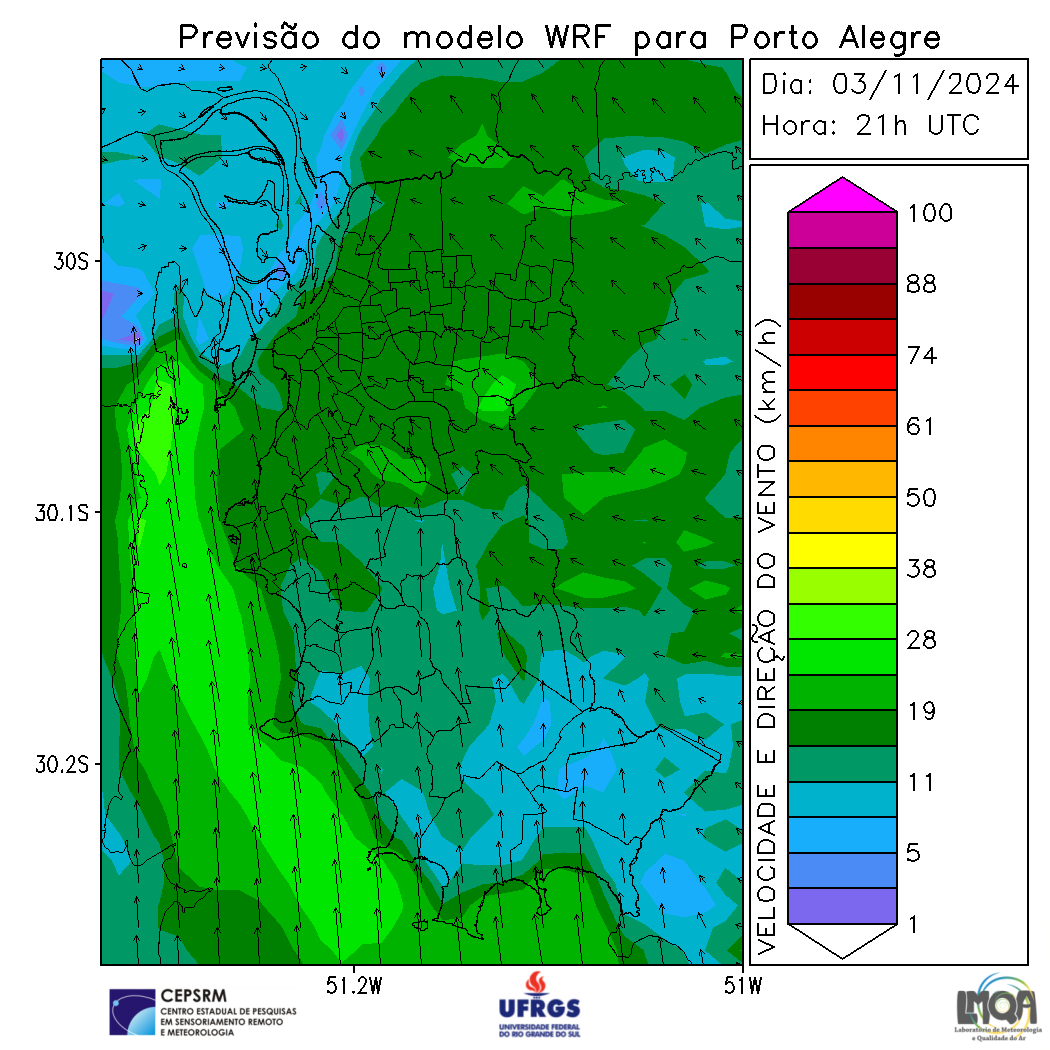 Previsão do modelo WRF para Porto Alegre
Dia: 03/11/2024
Hora: 21h UTC
30S
30.1S
30.2S
51.2W
51W
VELOCIDADE E DIREÇÃO DO VENTO (km/h)
100
88
74
61
50
38
28
19
11
5
1
CEPSRM
CENTRO ESTADUAL DE PESQUISAS
EM SENSORIAMENTO REMOTO
E METEOROLOGIA
UFRGS
UNIVERSIDADE FEDERAL
DO RIO GRANDE DO SUL
LMQA
Laboratório de Meteorologia
e Qualidade do Ar